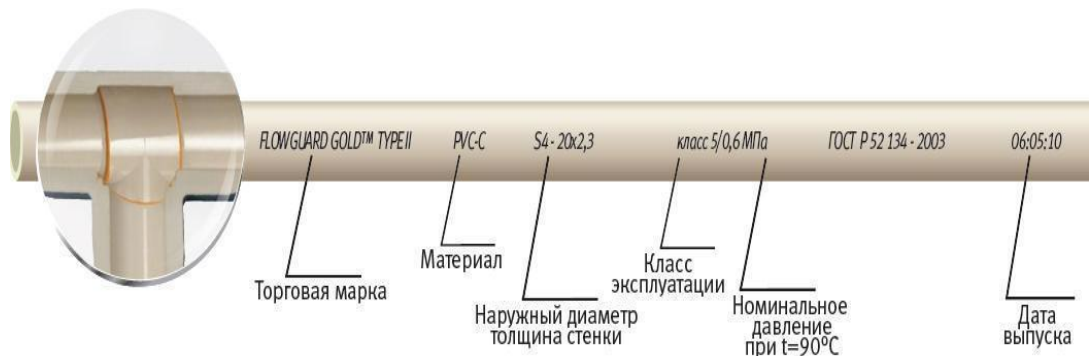 FLOWGUARD GOLD™ TYPE II PVC-C S4 - 20x2,3 класс 5/0,6 МПа ГОСТ Р 52 134 - 2003 06:05:10
Торговая марка
Материал
Наружный диаметр
толщина стенки
Класс
эксплуатации
Номинальное
давление
при t=90°C
Дата
выпуска